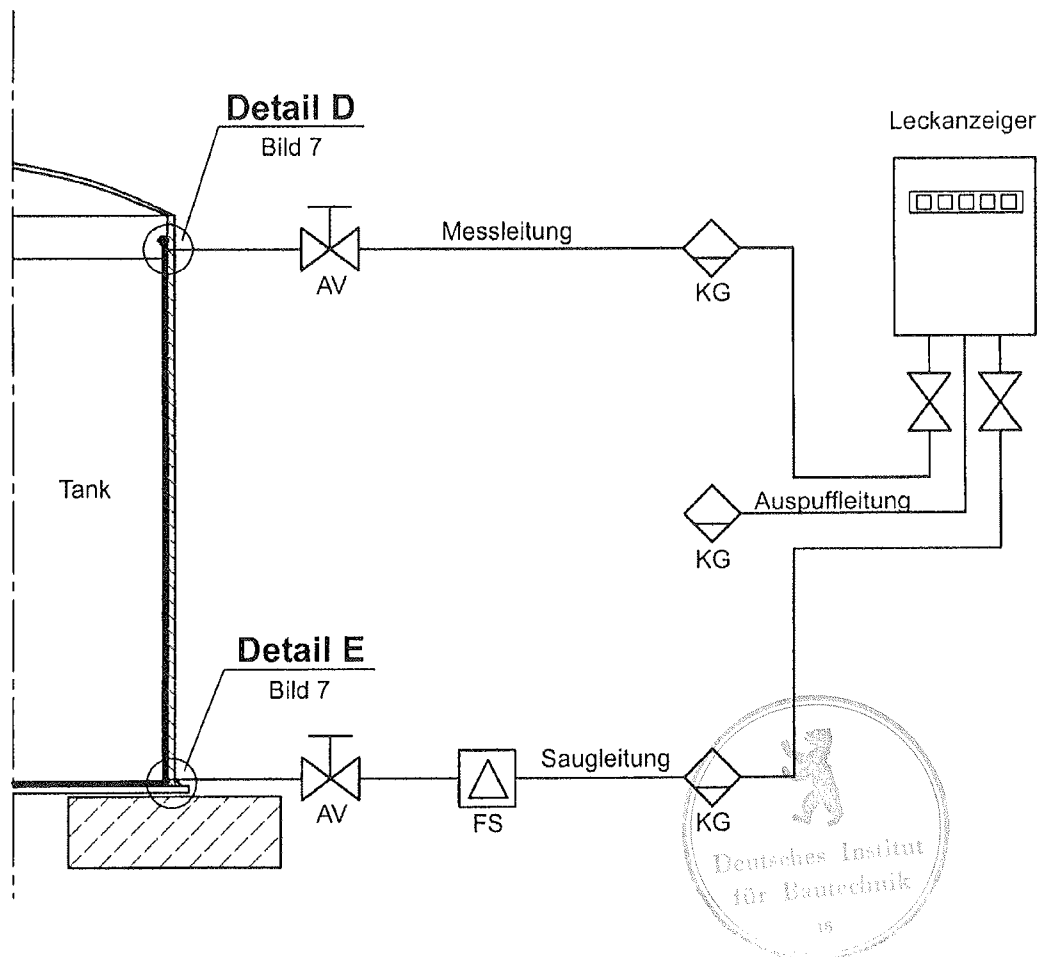 Detail D
Bild 7
Leckanzeiger
Messleitung
AV
KG
Tank
Auspuffleitung
KG
Detail E
Bild 7
Saugleitung
AV
FS
KG
Deutsches Institut
für Bautechnik
18